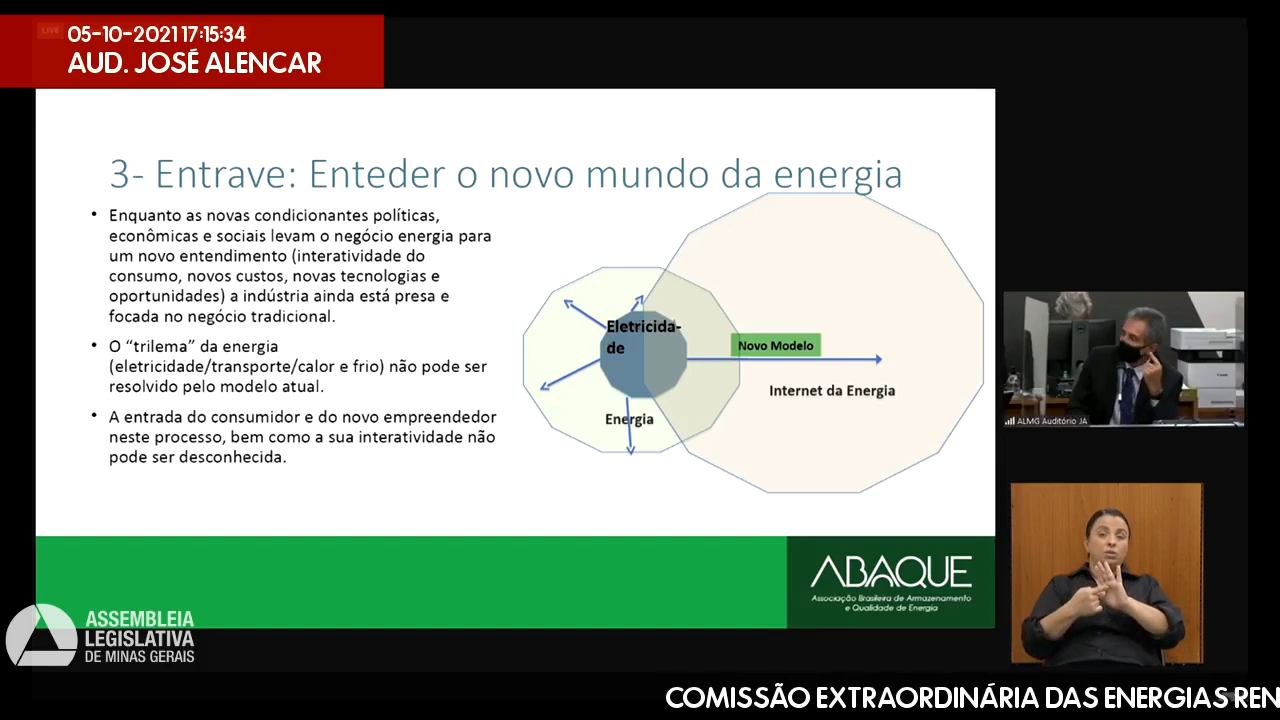 LIVE
05-10-2021 17:15:34
AUD. JOSÉ ALENCAR
3- Entrave: Enteder o novo mundo da energia
• Enquanto as novas condicionantes políticas,
econômicas e sociais levam o negócio energia para
um novo entendimento (interatividade do
consumo, novos custos, novas tecnologias e
oportunidades) a indústria ainda está presa e
focada no negócio tradicional.
• O “trilema” da energia
(eletricidade/transporte/calor e frio) não pode ser
resolvido pelo modelo atual.
• A entrada do consumidor e do novo empreendedor
neste processo, bem como a sua interatividade não
pode ser desconhecida.
Eletricida-
de
Energia
Novo Modelo
Internet da Energia
ALMG Auditório JA
ABAQUE
Associação Brasileira de Armazenamento
e Qualidade de Energia
ASSEMBLEIA
LEGISLATIVA
DE MINAS GERAIS
COMISSÃO EXTRAORDINÁRIA DAS ENERGIAS REN